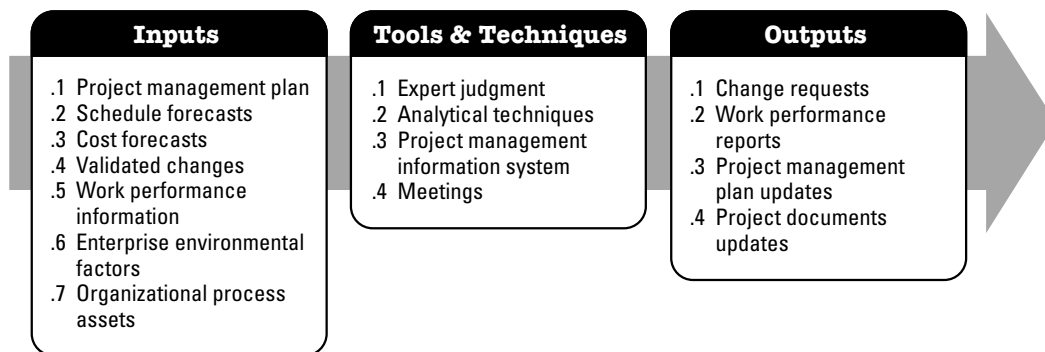 Inputs
.1 Project management plan
.2 Schedule forecasts
.3 Cost forecasts
.4 Validated changes
.5 Work performance
information
.6 Enterprise environmental
factors
.7 Organizational process
assets
Tools & Techniques
.1 Expert judgment
.2 Analytical techniques
.3 Project management
information system
.4 Meetings
Outputs
.1 Change requests
.2 Work performance
reports
.3 Project management
plan updates
.4 Project documents
updates